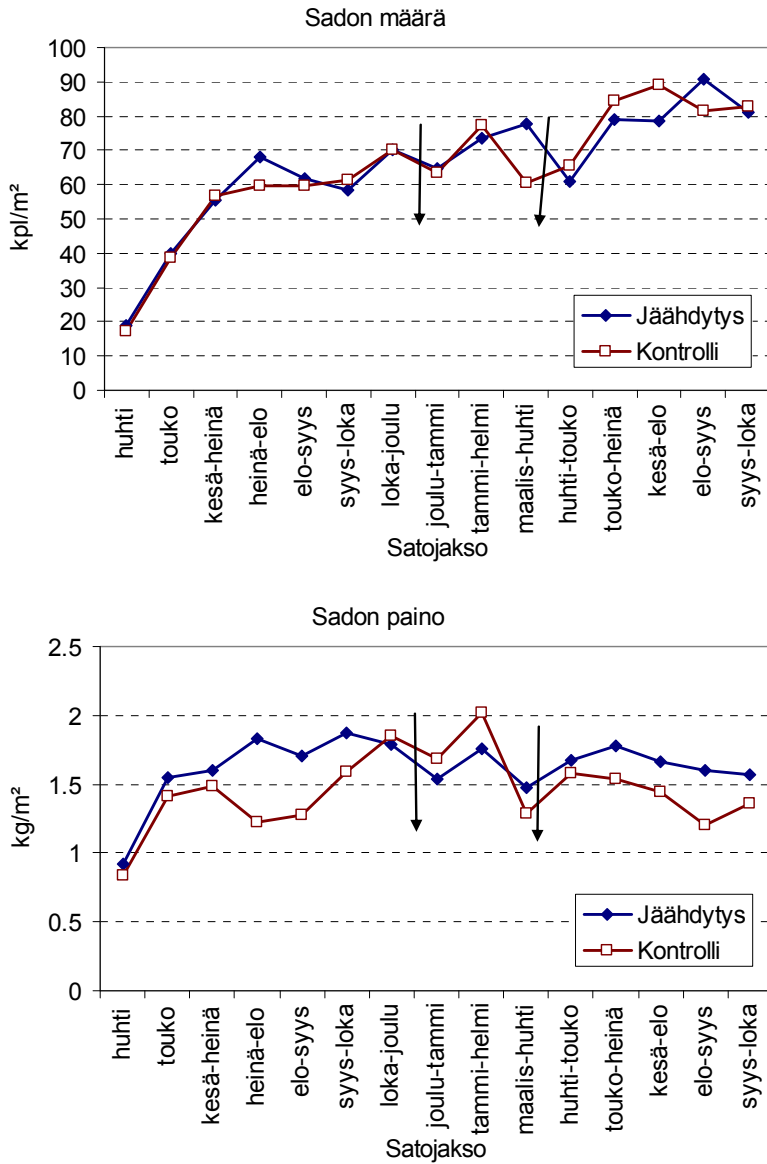 Sadon määrä
100
90
80
70
60
50
40
30
20
10
0
kpl/m²
Jäähdytys
Kontrolli
huhti
touko
kesä-heinä
heinä-elo
elo-syys
syys-loka
loka-joulu
joulu-tammi
tammi-helmi
maalis-huhti
huhti-touko
touko-heinä
kesä-elo
elo-syys
syys-loka
Satojakso
Sadon paino
2.5
2
1.5
1
0.5
0
kg/m²
Jäähdytys
Kontrolli
huhti
touko
kesä-heinä
heinä-elo
elo-syys
syys-loka
loka-joulu
joulu-tammi
tammi-helmi
maalis-huhti
huhti-touko
touko-heinä
kesä-elo
elo-syys
syys-loka
Satojakso